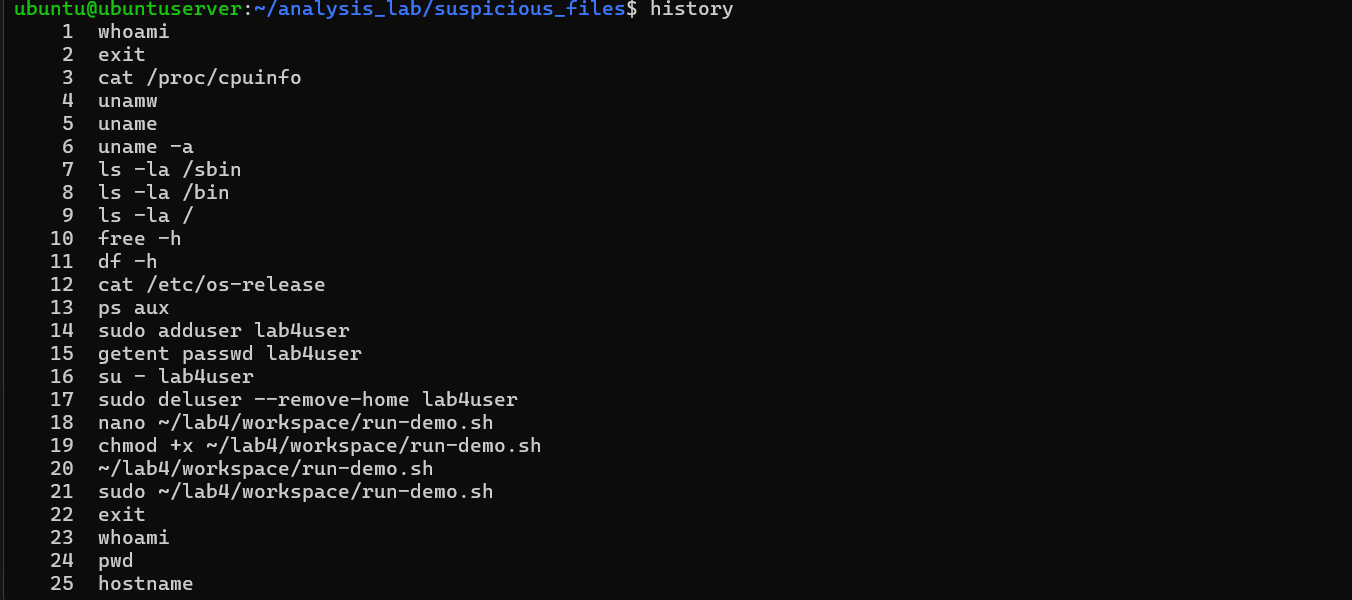 ubuntu@ubuntuserver:~/analysis_lab/suspicious_files$ history
    1  whoami
    2  exit
    3  cat /proc/cpuinfo
    4  unamw
    5  uname
    6  uname -a
    7  ls -la /sbin
    8  ls -la /bin
    9  ls -la /
   10  free -h
   11  df -h
   12  cat /etc/os-release
   13  ps aux
   14  sudo adduser lab4user
   15  getent passwd lab4user
   16  su - lab4user
   17  sudo deluser --remove-home lab4user
   18  nano ~/lab4/workspace/run-demo.sh
   19  chmod +x ~/lab4/workspace/run-demo.sh
   20  ~/lab4/workspace/run-demo.sh
   21  sudo ~/lab4/workspace/run-demo.sh
   22  exit
   23  whoami
   24  pwd
   25  hostname